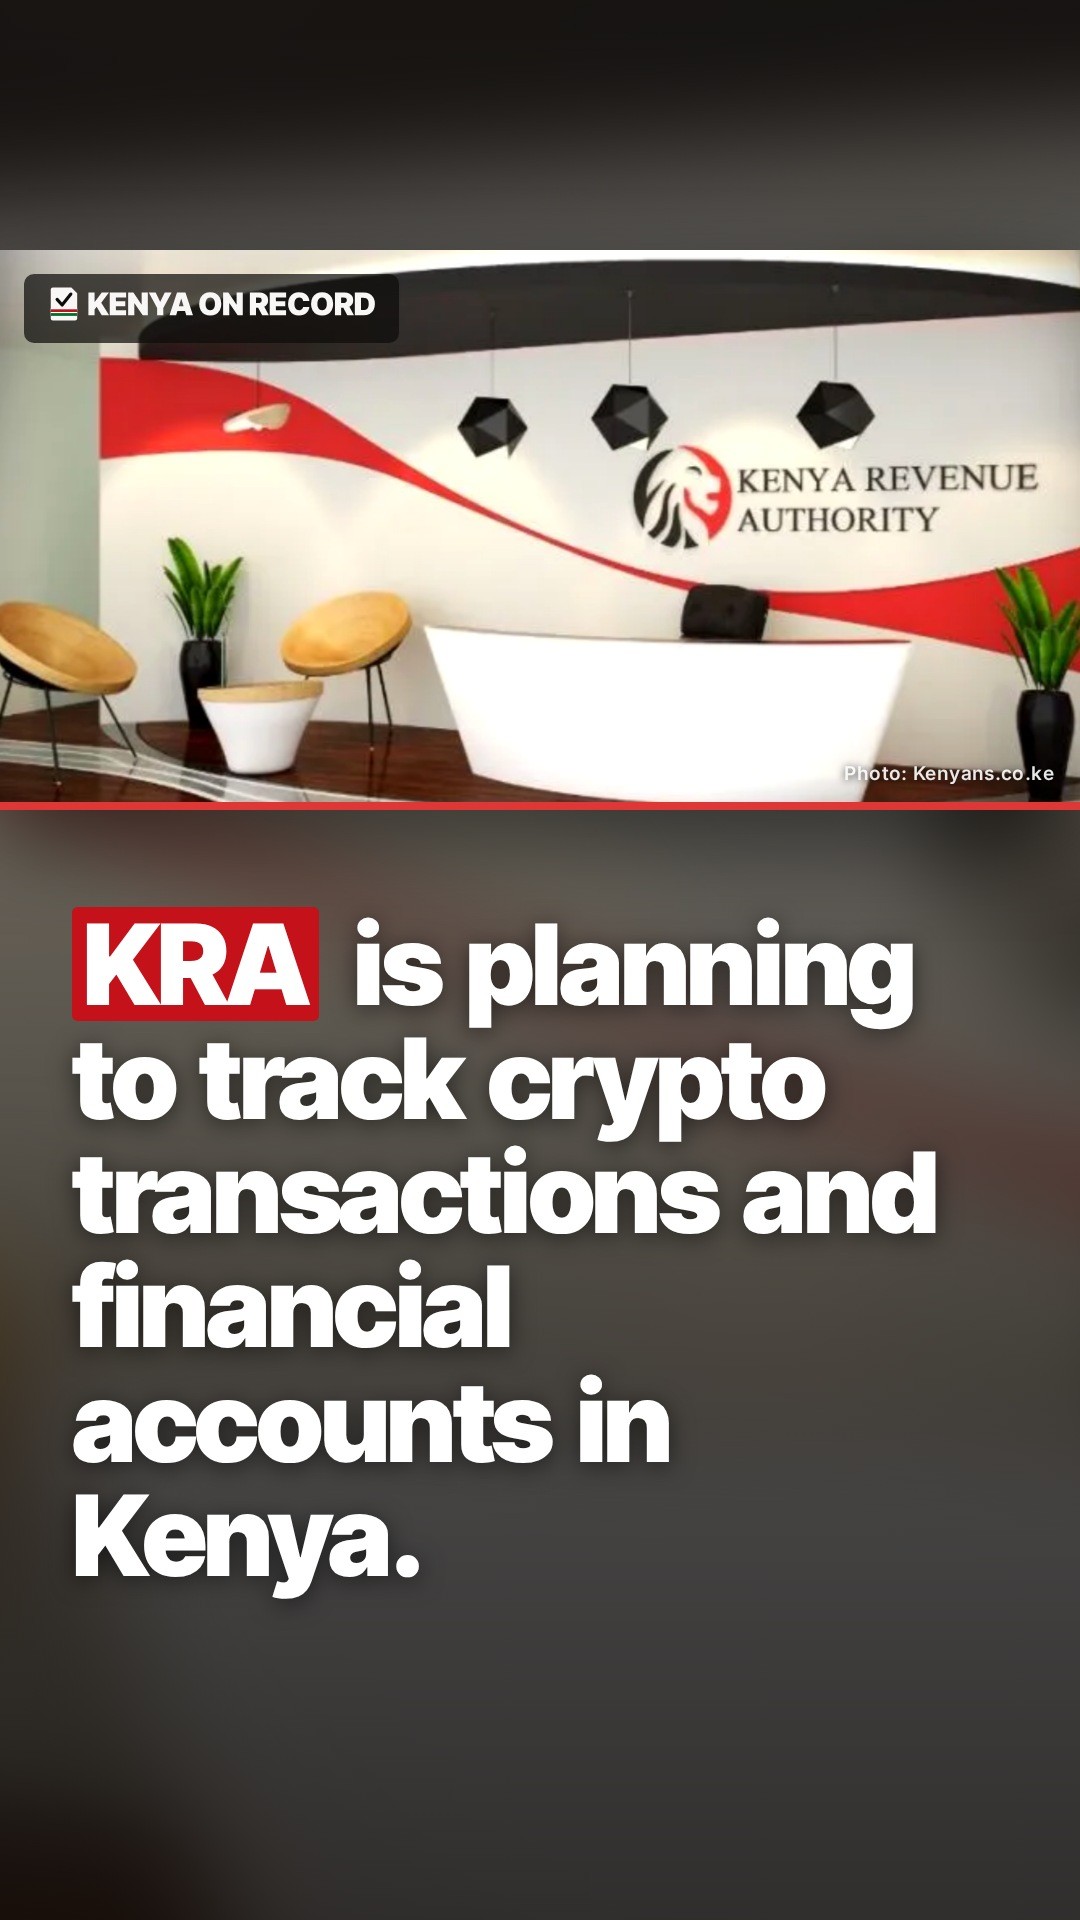 KENYA ON RECORD
KENYA REVENUE
AUTHORITY
Photo: Kenyans.co.ke
KRA is planning
to track crypto
transactions and
financial
accounts in
Kenya.